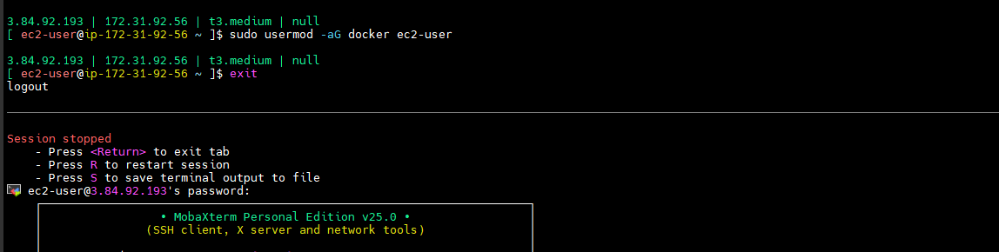 3.84.92.193 | 172.31.92.56 | t3.medium | null
[ ec2-user@ip-172-31-92-56 ~ ]$ sudo usermod -aG docker ec2-user
3.84.92.193 | 172.31.92.56 | t3.medium | null
[ ec2-user@ip-172-31-92-56 ~ ]$ exit
logout
Session stopped
- Press <Return> to exit tab
- Press R to restart session
- Press S to save terminal output to file
ec2-user@3.84.92.193's password:
• MobaXterm Personal Edition v25.0 •
(SSH client, X server and network tools)